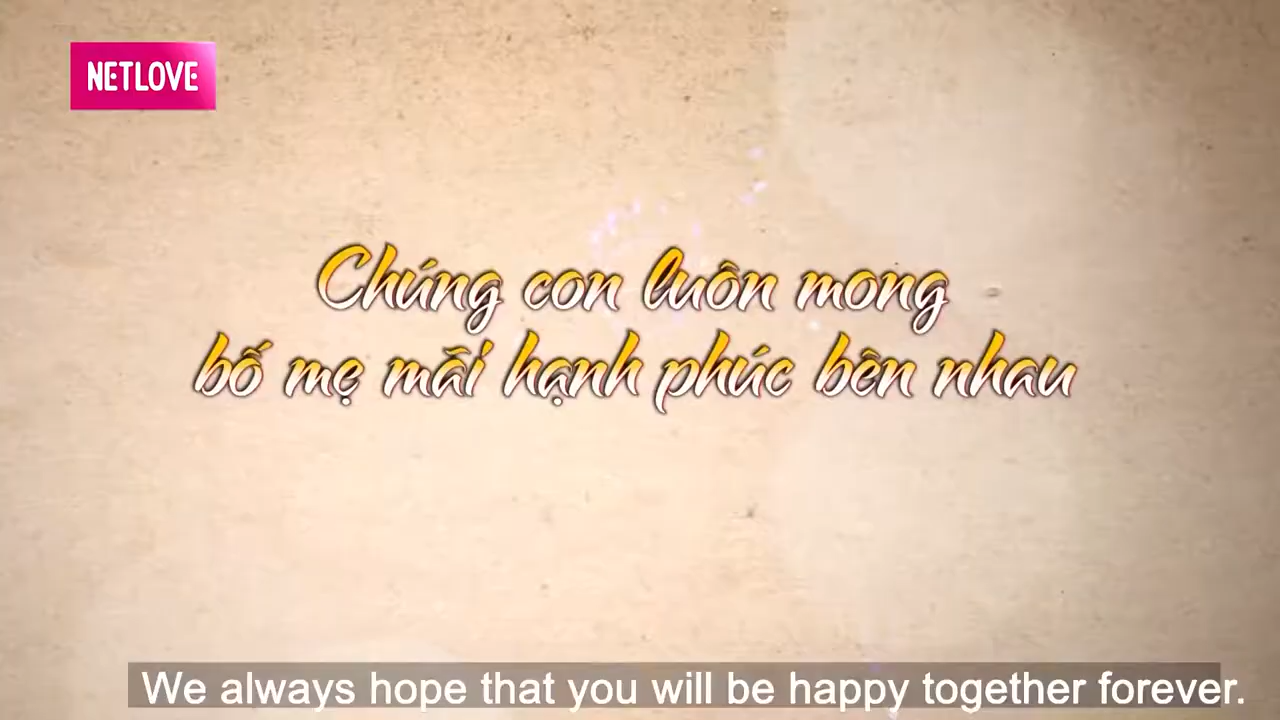 NETLOVE
Chúng con luôn mong
bố mẹ mãi hạnh phúc bên nhau
We always hope that you will be happy together forever.